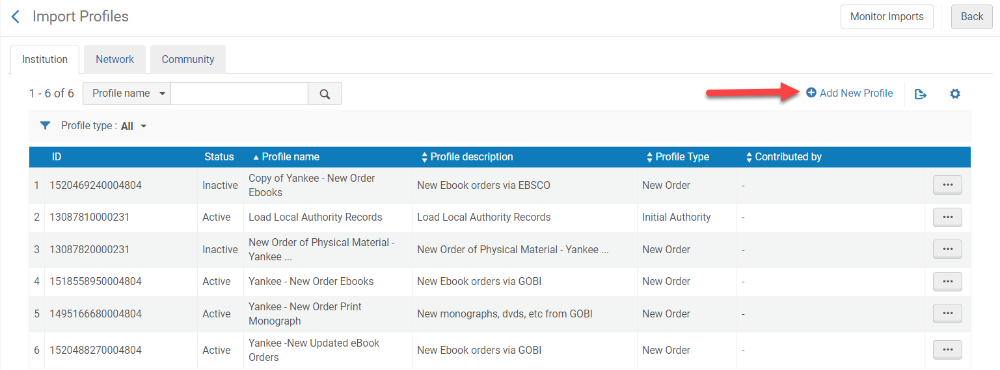 Import Profiles
Monitor Imports
Back
Institution
Network
Community
1 - 6 of 6
Profile name
Add New Profile
Profile type : All
ID Status Profile name Profile description Profile Type Contributed by
1 1520469240004804 Inactive Copy of Yankee - New Order New Ebook orders via EBSCO New Order -
Ebooks
2 13087810000231 Active Load Local Authority Records Load Local Authority Records Initial Authority -
3 13087820000231 Inactive New Order of Physical Material - New Order of Physical Material - Yankee ... New Order -
Yankee ...
4 1518558950004804 Active Yankee - New Order Ebooks New Ebook orders via GOBI New Order -
5 1495166680004804 Active Yankee - New Order Print New monographs, dvds, etc from GOBI New Order -
Monograph
6 1520488270004804 Active Yankee -New Updated eBook New Ebook orders via GOBI New Order -
Orders